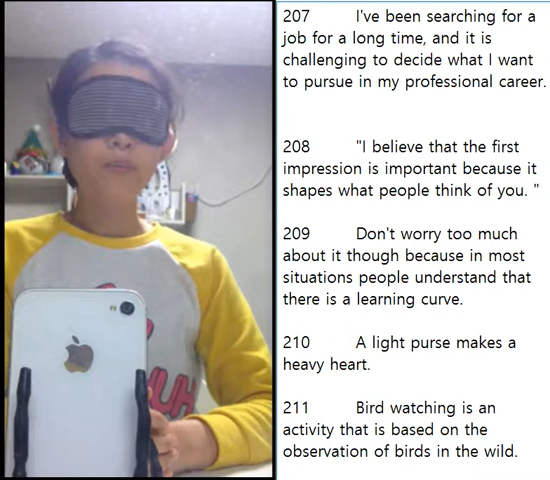 207 I've been searching for a
job for a long time, and it is
challenging to decide what I want
to pursue in my professional career.
208 "I believe that the first
impression is important because it
shapes what people think of you. "
209 Don't worry too much
about it though because in most
situations people understand that
there is a learning curve.
210 A light purse makes a
heavy heart.
211 Bird watching is an
activity that is based on the
observation of birds in the wild.